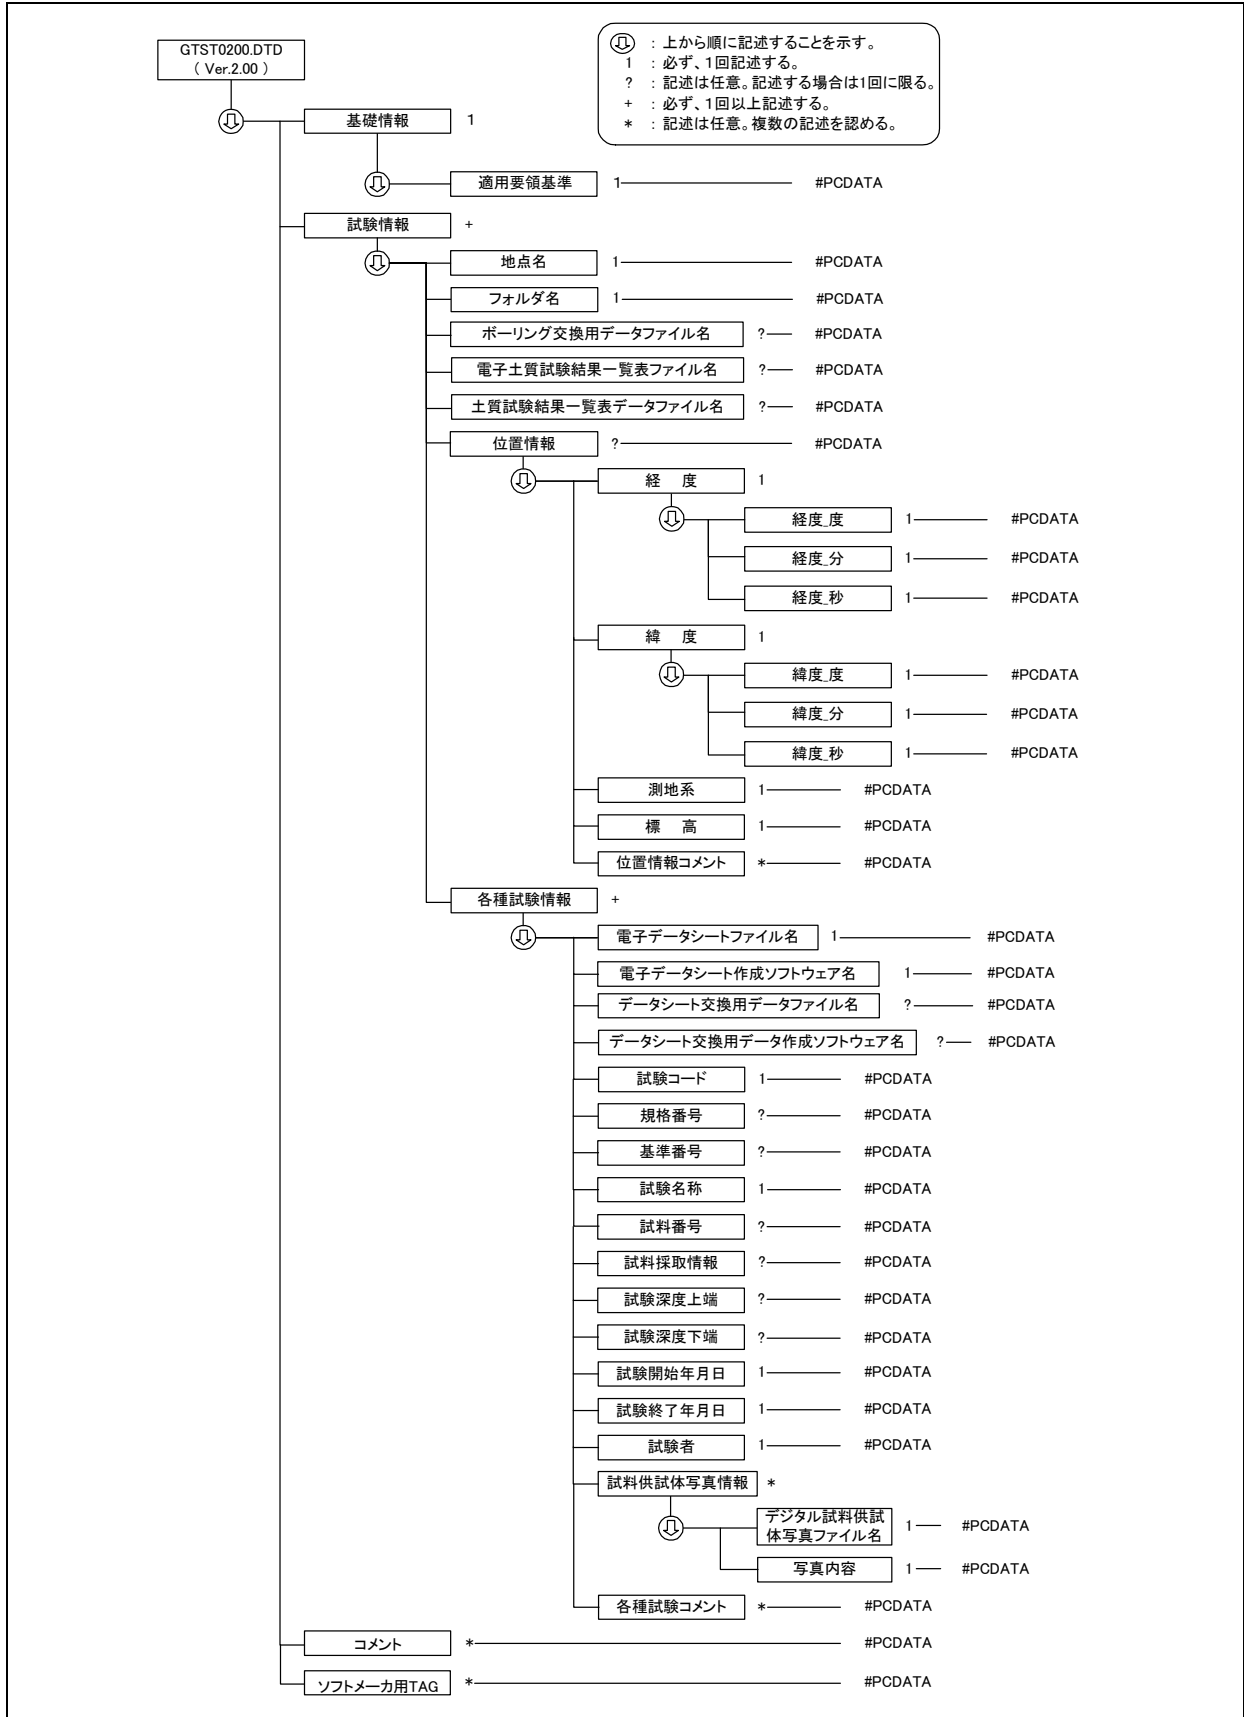 GTST0200.DTD
( Ver.2.00 )
: 上から順に記述することを示す。
1 : 必ず、1回記述する。
? : 記述は任意。記述する場合は1回に限る。
+ : 必ず、1回以上記述する。
* : 記述は任意。複数の記述を認める。
基礎情報 1
適用要領基準 1 #PCDATA
試験情報 +
地点名 1 #PCDATA
フォルダ名 1 #PCDATA
ボーリング交換用データファイル名 ? #PCDATA
電子土質試験結果一覧表ファイル名 ? #PCDATA
土質試験結果一覧表データファイル名 ? #PCDATA
位置情報 ? #PCDATA
経 度 1
経度_度 1 #PCDATA
経度_分 1 #PCDATA
経度_秒 1 #PCDATA
緯 度 1
緯度_度 1 #PCDATA
緯度_分 1 #PCDATA
緯度_秒 1 #PCDATA
測地系 1 #PCDATA
標 高 1 #PCDATA
位置情報コメント * #PCDATA
各種試験情報 +
電子データシートファイル名 1 #PCDATA
電子データシート作成ソフトウェア名 1 #PCDATA
データシート交換用データファイル名 ? #PCDATA
データシート交換用データ作成ソフトウェア名 ? #PCDATA
試験コード 1 #PCDATA
規格番号 ? #PCDATA
基準番号 ? #PCDATA
試験名称 1 #PCDATA
試料番号 ? #PCDATA
試料採取情報 ? #PCDATA
試験深度上端 ? #PCDATA
試験深度下端 ? #PCDATA
試験開始年月日 1 #PCDATA
試験終了年月日 1 #PCDATA
試験者 1 #PCDATA
試料供試体写真情報 *
デジタル試料供試
体写真ファイル名 1 #PCDATA
写真内容 1 #PCDATA
各種試験コメント * #PCDATA
コメント * #PCDATA
ソフトメーカ用TAG * #PCDATA